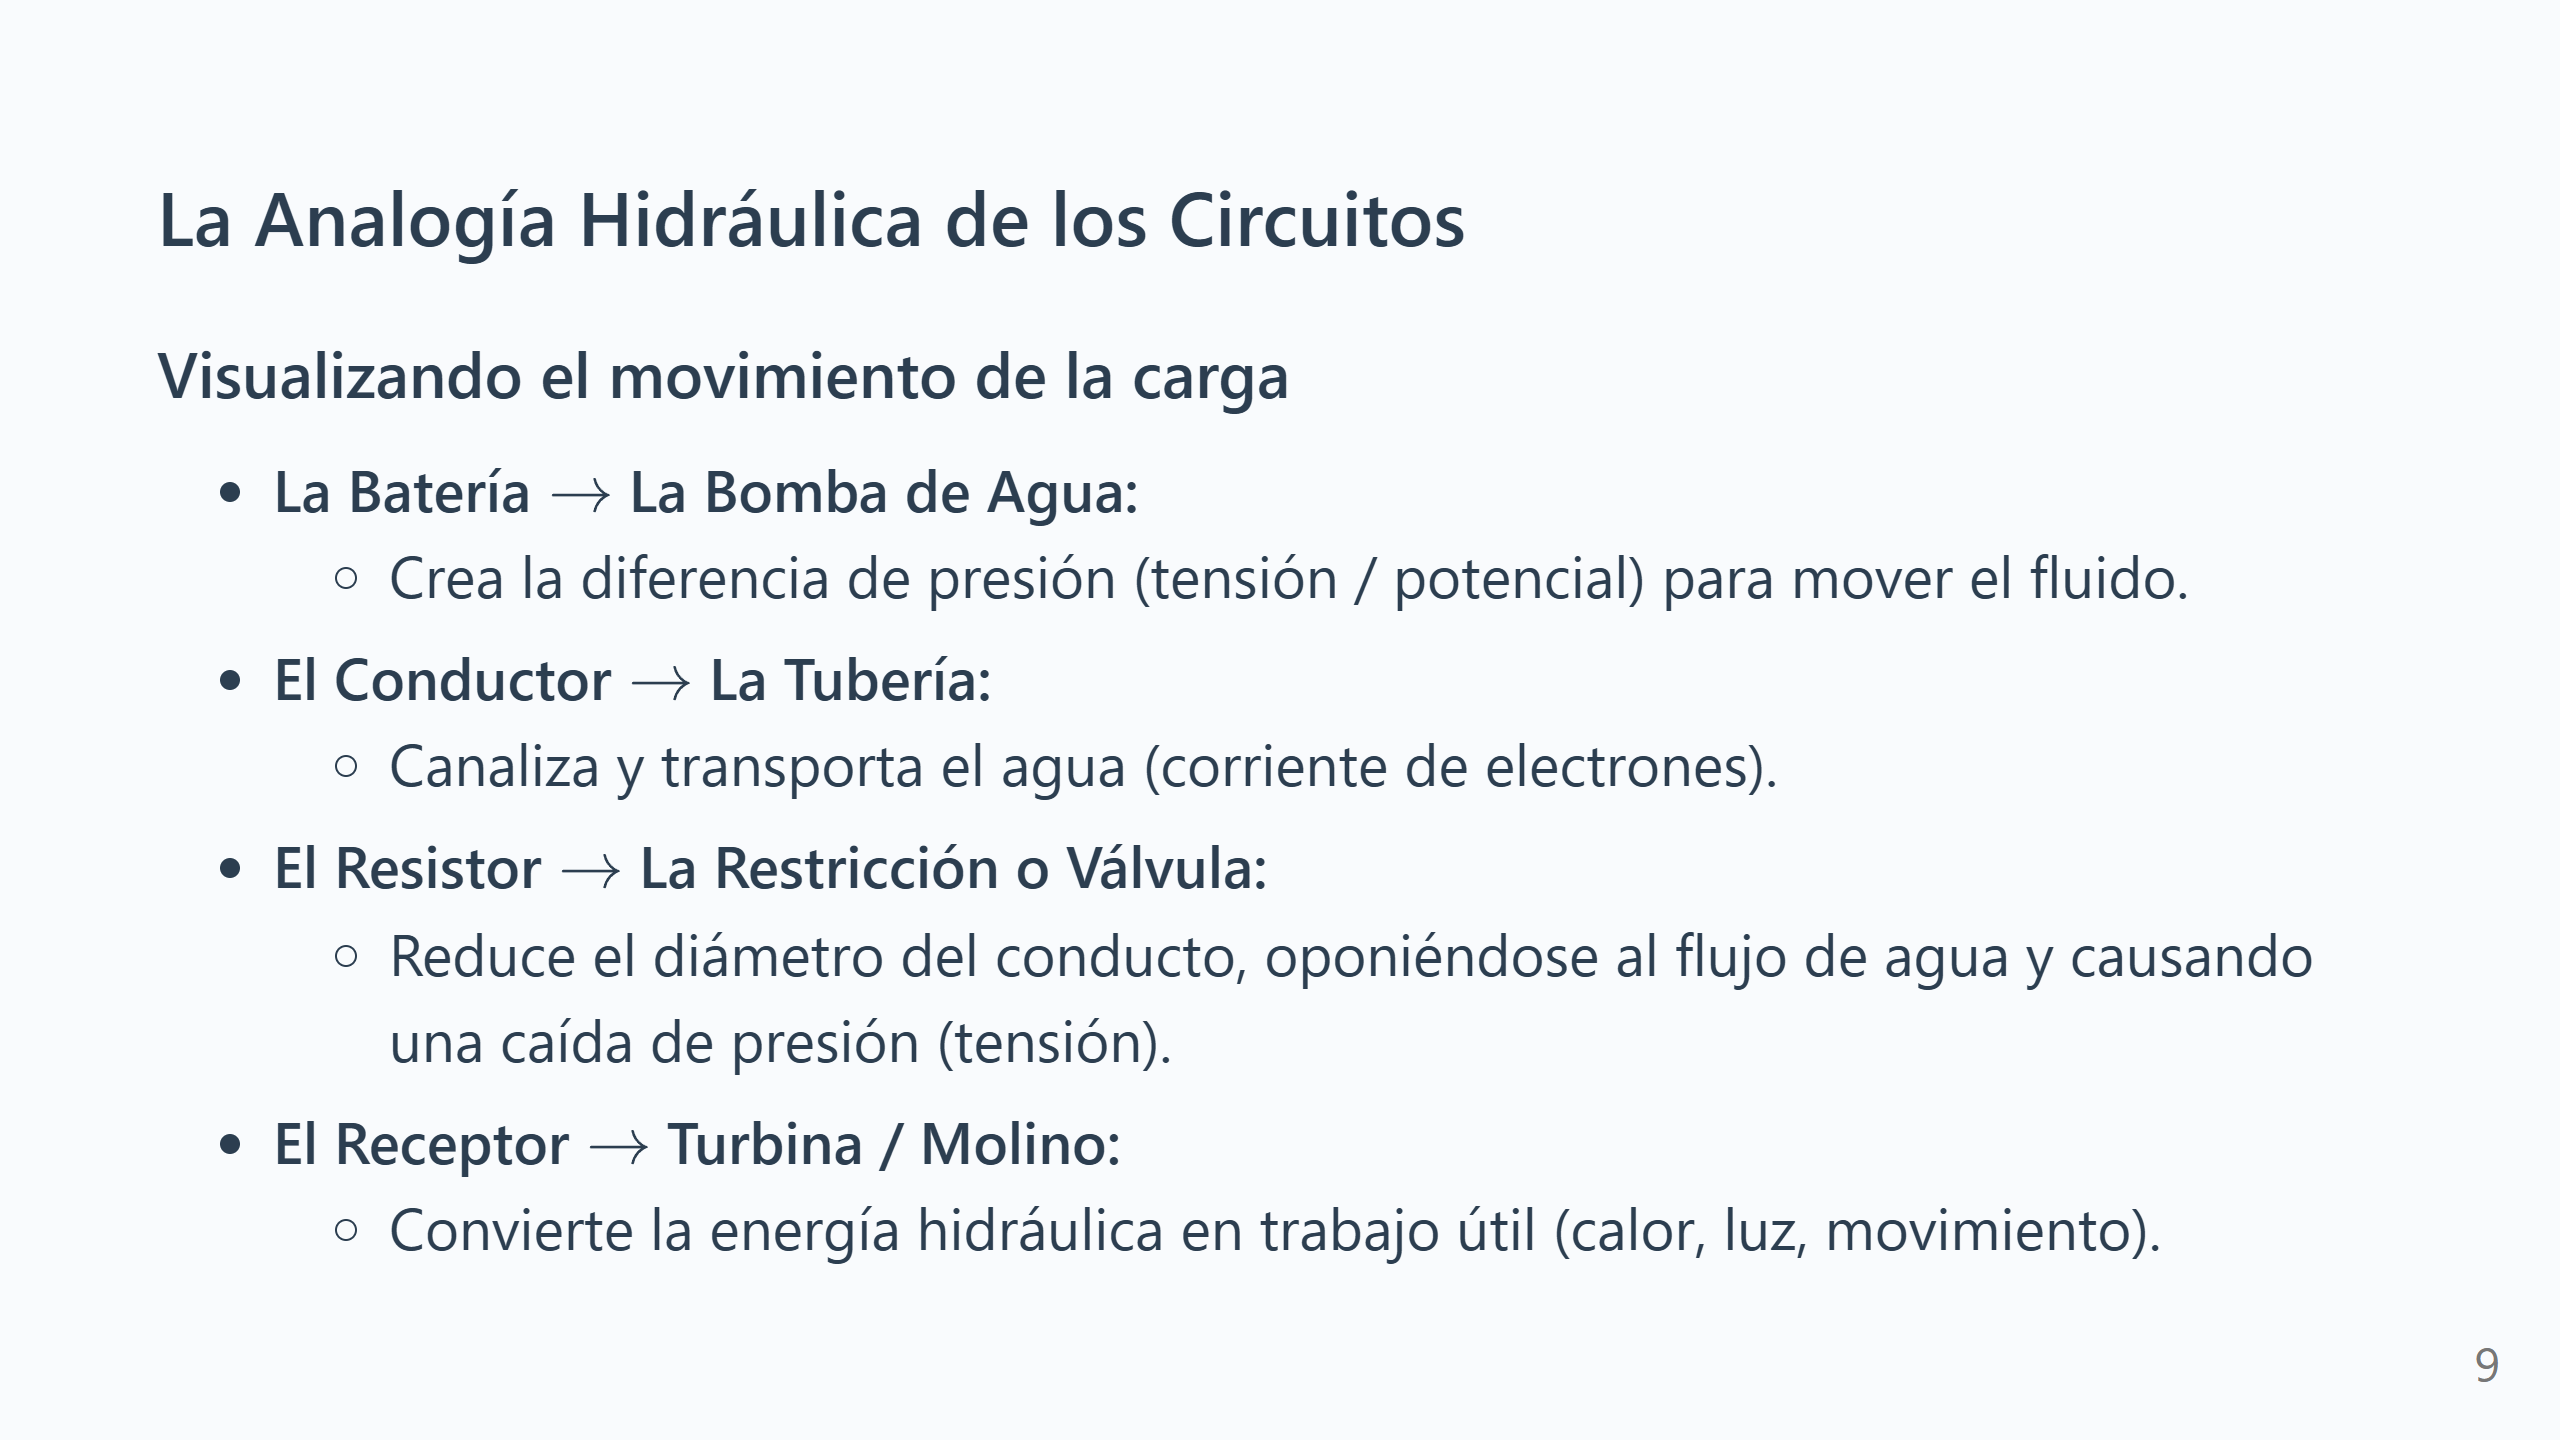 La Analogía Hidráulica de los Circuitos
Visualizando el movimiento de la carga
• La Batería → La Bomba de Agua:
◦ Crea la diferencia de presión (tensión / potencial) para mover el fluido.
• El Conductor → La Tubería:
◦ Canaliza y transporta el agua (corriente de electrones).
• El Resistor → La Restricción o Válvula:
◦ Reduce el diámetro del conducto, oponiéndose al flujo de agua y causando
una caída de presión (tensión).
• El Receptor → Turbina / Molino:
◦ Convierte la energía hidráulica en trabajo útil (calor, luz, movimiento).
9